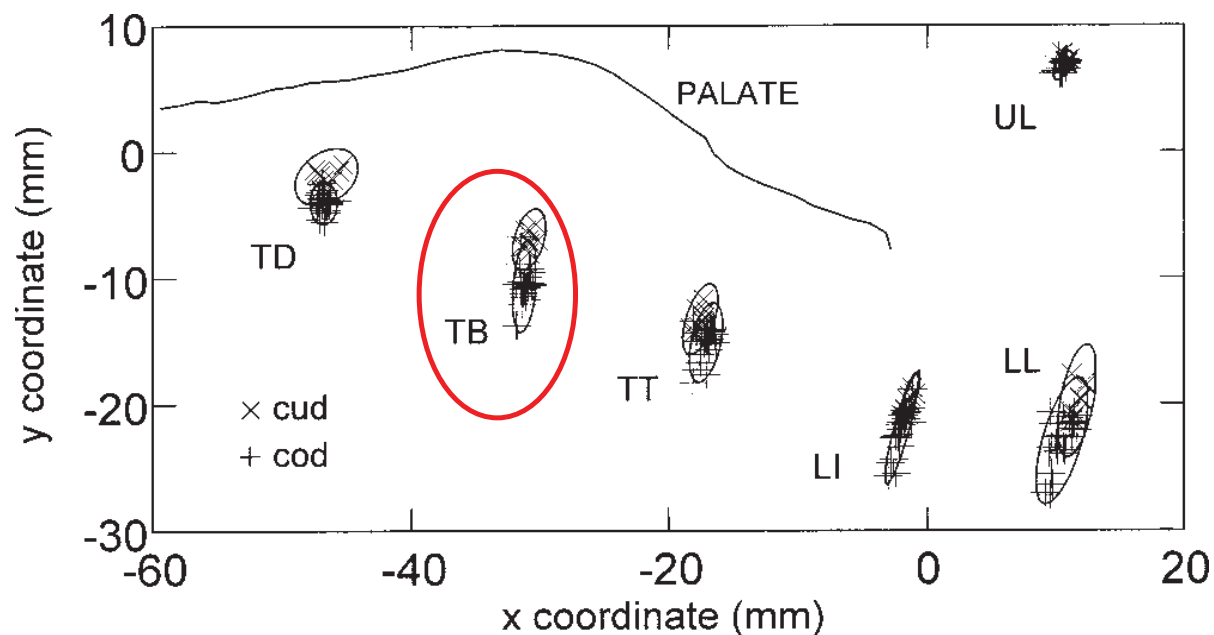 10
PALATE
UL
0
TD
-10
TB
TT
LL
-20
× cud
+ cod
LI
-30
-60
-40
-20
0
20
x coordinate (mm)
y coordinate (mm)